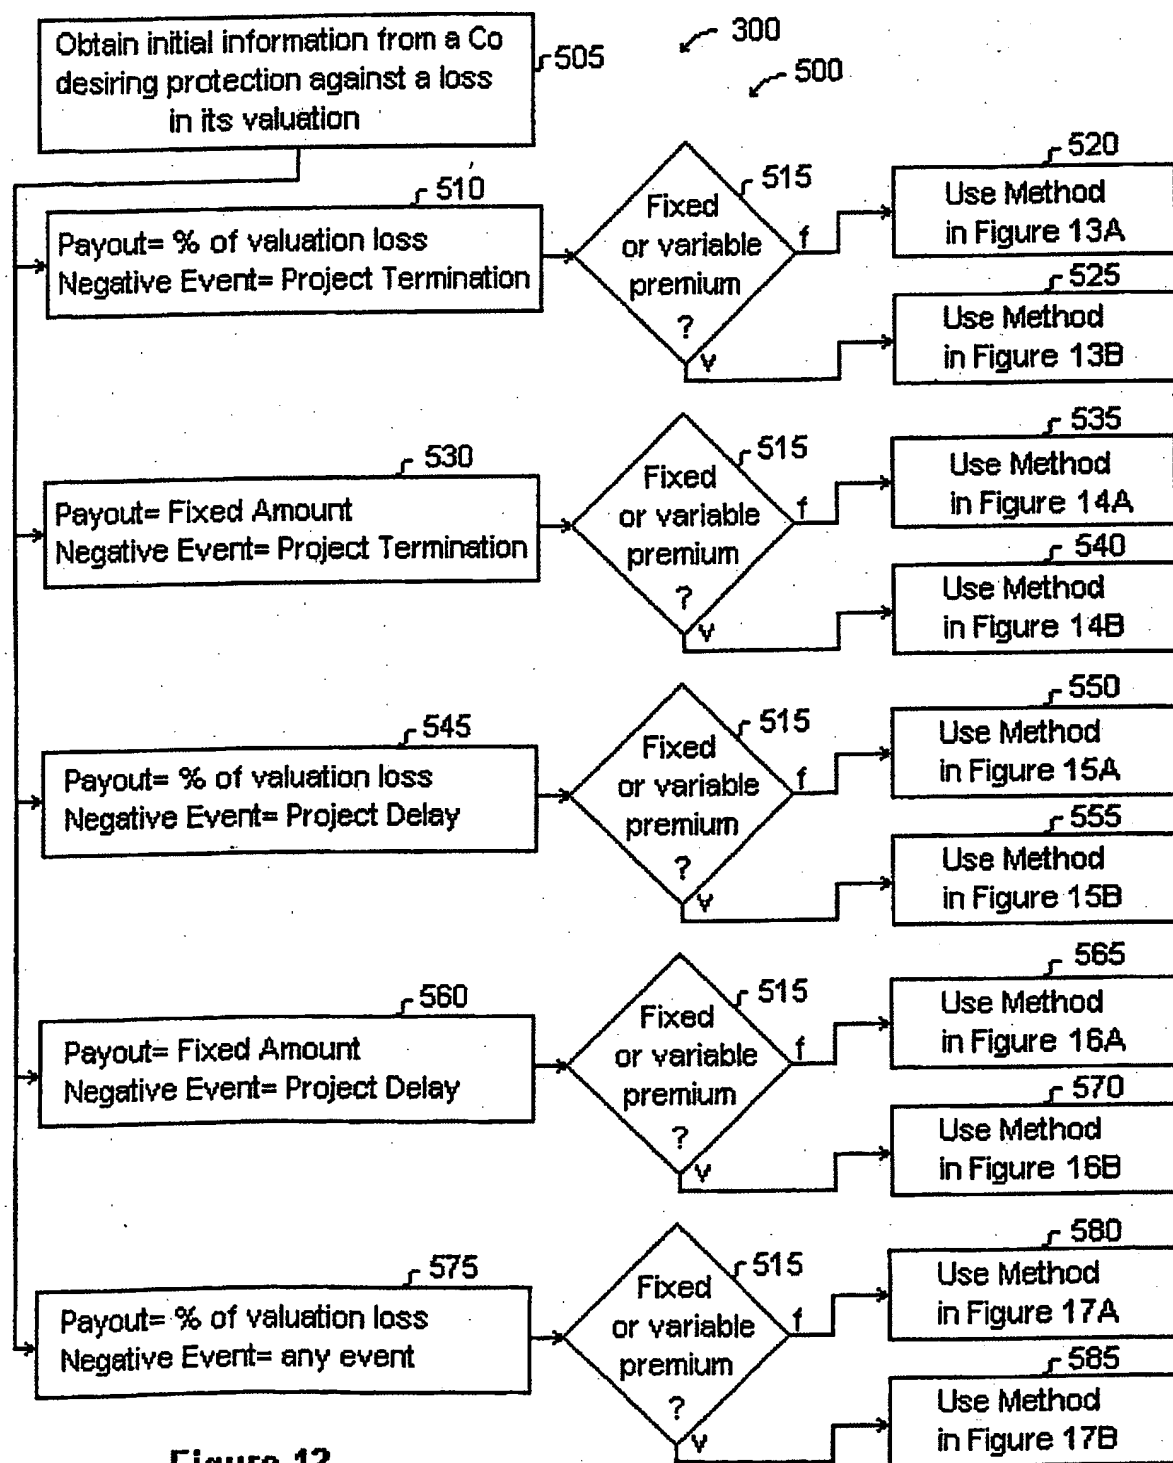 Obtain initial information from a Co
desiring protection against a loss
in its valuation
505
300
500
510
Payout= % of valuation loss
Negative Event= Project Termination
515
Fixed
or variable
premium
?
f
v
520
Use Method
in Figure 13A
525
Use Method
in Figure 13B
530
Payout= Fixed Amount
Negative Event= Project Termination
515
Fixed
or variable
premium
?
f
v
535
Use Method
in Figure 14A
540
Use Method
in Figure 14B
545
Payout= % of valuation loss
Negative Event= Project Delay
515
Fixed
or variable
premium
?
f
v
550
Use Method
in Figure 15A
555
Use Method
in Figure 15B
560
Payout= Fixed Amount
Negative Event= Project Delay
515
Fixed
or variable
premium
?
f
v
565
Use Method
in Figure 16A
570
Use Method
in Figure 16B
575
Payout= % of valuation loss
Negative Event= any event
515
Fixed
or variable
premium
?
f
v
580
Use Method
in Figure 17A
585
Use Method
in Figure 17B
Figure 12